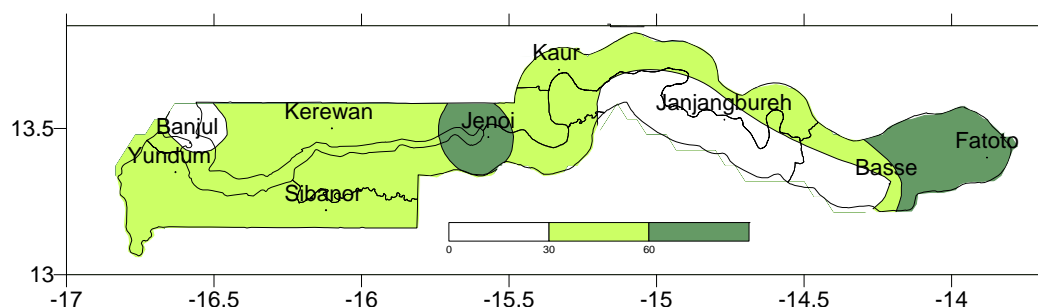 Kaur
Janjangbureh
Kerewan
Banjul
Jenoi
13.5
Fatoto
Yundum
Basse
Sibanor
0 30 60
13
-17 -16.5 -16 -15.5 -15 -14.5 -14